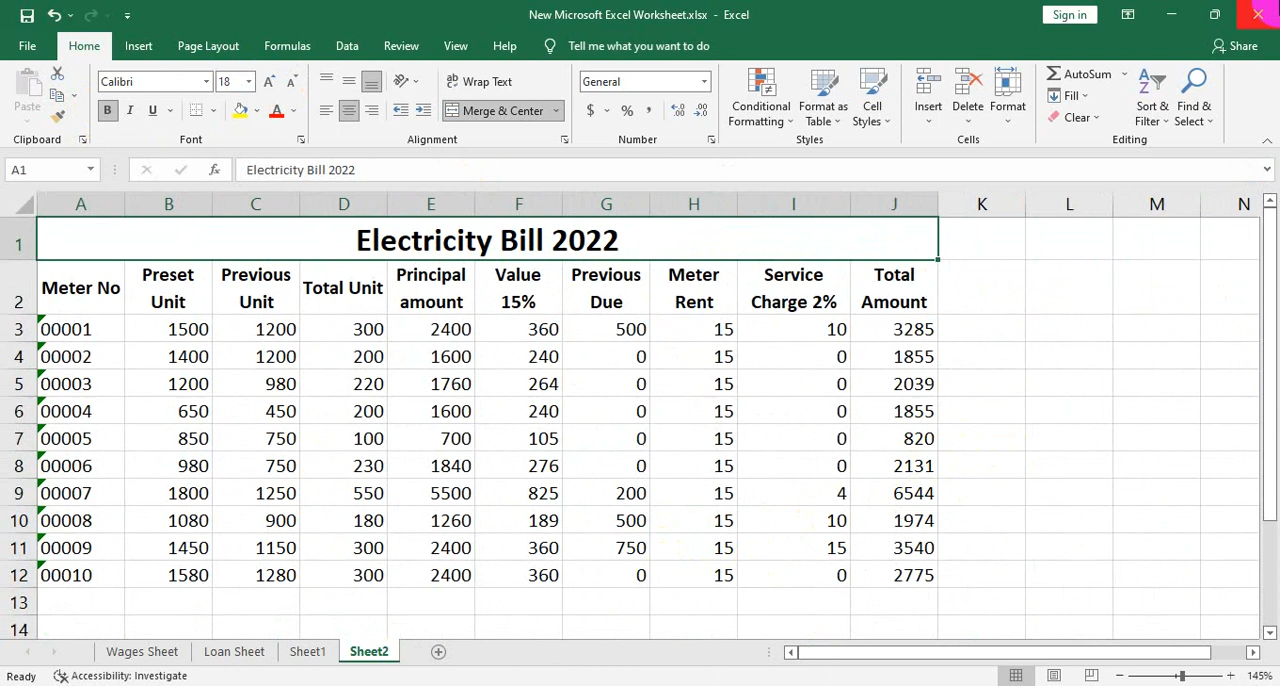 New Microsoft Excel Worksheet.xlsx - Excel
Sign in
File Home Insert Page Layout Formulas Data Review View Help Tell me what you want to do Share
Paste
Clipboard
Calibri 18
B I U A
Font
Wrap Text
Merge & Center
Alignment
General
$ % ,
Number
Conditional Formatting
Format as Table
Cell Styles
Styles
Insert Delete Format
Cells
AutoSum
Fill
Clear
Sort & Filter
Find & Select
Editing
A1 fx Electricity Bill 2022
A B C D E F G H I J K L M N
1 Electricity Bill 2022
2 Meter No Preset Unit Previous Unit Total Unit Principal amount Value 15% Previous Due Meter Rent Service Charge 2% Total Amount
3 00001 1500 1200 300 2400 360 500 15 10 3285
4 00002 1400 1200 200 1600 240 0 15 0 1855
5 00003 1200 980 220 1760 264 0 15 0 2039
6 00004 650 450 200 1600 240 0 15 0 1855
7 00005 850 750 100 700 105 0 15 0 820
8 00006 980 750 230 1840 276 0 15 0 2131
9 00007 1800 1250 550 5500 825 200 15 4 6544
10 00008 1080 900 180 1260 189 500 15 10 1974
11 00009 1450 1150 300 2400 360 750 15 15 3540
12 00010 1580 1280 300 2400 360 0 15 0 2775
13
14
Wages Sheet Loan Sheet Sheet1 Sheet2
Ready Accessibility: Investigate 145%